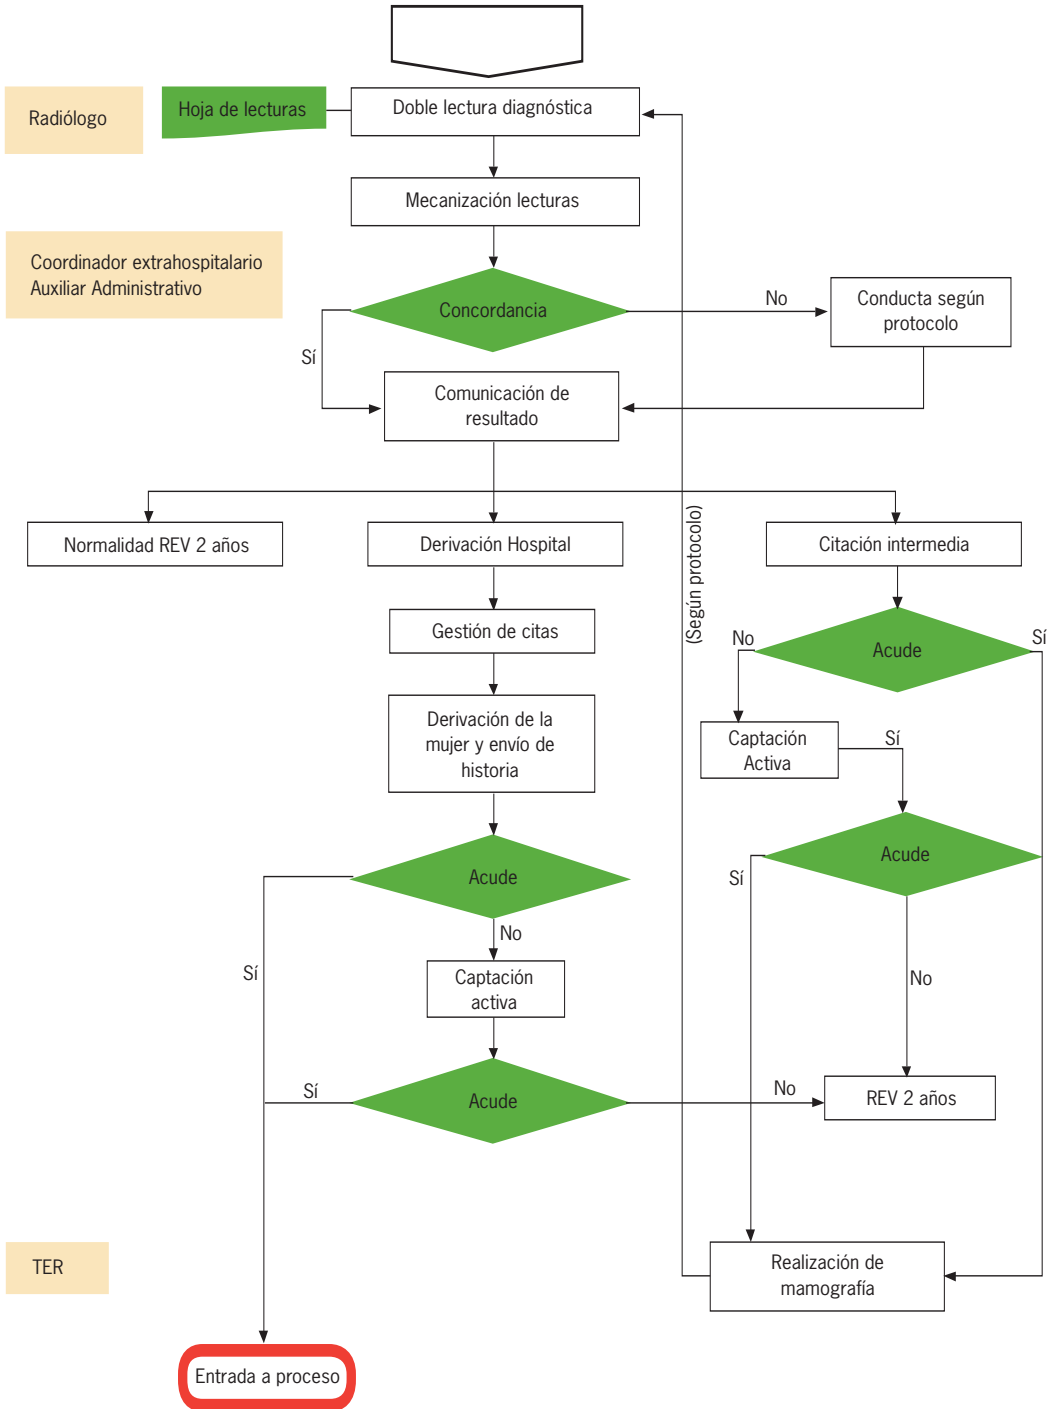 Radiólogo
Hoja de lecturas
Doble lectura diagnóstica
Mecanización lecturas
Coordinador extrahospitalario
Auxiliar Administrativo
Concordancia
No
Conducta según
protocolo
Sí
Comunicación de
resultado
(Según protocolo)
Normalidad REV 2 años
Derivación Hospital
Citación intermedia
Gestión de citas
No
Acude
Sí
Derivación de la
mujer y envío de
historia
Captación
Activa
Sí
Acude
Sí
Acude
No
Sí
Captación
activa
No
Sí
Acude
No
REV 2 años
TER
Realización de
mamografía
Entrada a proceso